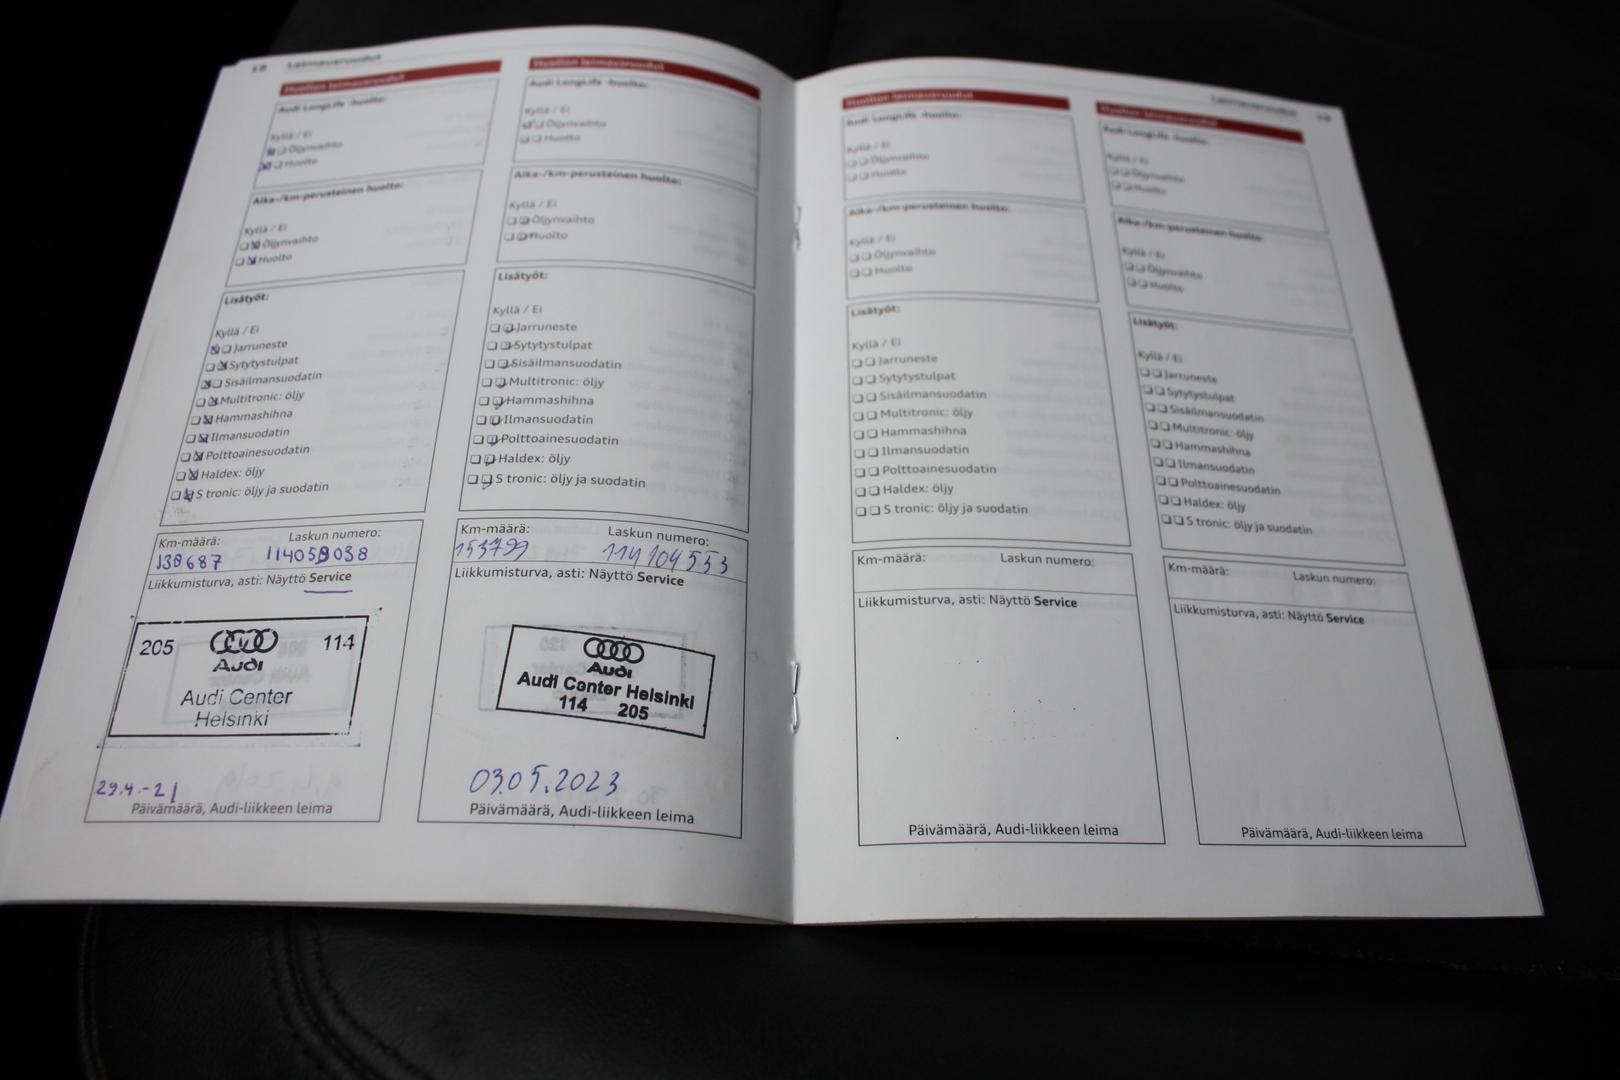 18 Leimausruudut
Huollon leimausruudut
Audi LongLife -huolto:
Kyllä / Ei
Öljynvaihto
Huolto
Aika-/km-perusteinen huolto:
Kyllä / Ei
Öljynvaihto
Huolto
Lisätyöt:
Kyllä / Ei
Jarruneste
Sytytystulpat
Sisäilmansuodatin
Multitronic: öljy
Hammashihna
Ilmansuodatin
Polttoainesuodatin
Haldex: öljy
S tronic: öljy ja suodatin
Km-määrä: Laskun numero:
138687 114059038
Liikkumisturva, asti: Näyttö Service
205 114
Audi
Audi Center
Helsinki
29.4.-21
Päivämäärä, Audi-liikkeen leima
Huollon leimausruudut
Audi LongLife -huolto:
Kyllä / Ei
Öljynvaihto
Huolto
Aika-/km-perusteinen huolto:
Kyllä / Ei
Öljynvaihto
Huolto
Lisätyöt:
Kyllä / Ei
Jarruneste
Sytytystulpat
Sisäilmansuodatin
Multitronic: öljy
Hammashihna
Ilmansuodatin
Polttoainesuodatin
Haldex: öljy
S tronic: öljy ja suodatin
Km-määrä: Laskun numero:
153799 114104553
Liikkumisturva, asti: Näyttö Service
Audi
Audi Center Helsinki
114 205
03.05.2023
Päivämäärä, Audi-liikkeen leima
Leimausruudut
Huollon leimausruudut
Audi LongLife -huolto:
Kyllä / Ei
Öljynvaihto
Huolto
Aika-/km-perusteinen huolto:
Kyllä / Ei
Öljynvaihto
Huolto
Lisätyöt:
Kyllä / Ei
Jarruneste
Sytytystulpat
Sisäilmansuodatin
Multitronic: öljy
Hammashihna
Ilmansuodatin
Polttoainesuodatin
Haldex: öljy
S tronic: öljy ja suodatin
Km-määrä: Laskun numero:
Liikkumisturva, asti: Näyttö Service
Päivämäärä, Audi-liikkeen leima
Huollon leimausruudut
Audi LongLife -huolto:
Kyllä / Ei
Öljynvaihto
Huolto
Aika-/km-perusteinen huolto:
Kyllä / Ei
Öljynvaihto
Huolto
Lisätyöt:
Kyllä / Ei
Jarruneste
Sytytystulpat
Sisäilmansuodatin
Multitronic: öljy
Hammashihna
Ilmansuodatin
Polttoainesuodatin
Haldex: öljy
S tronic: öljy ja suodatin
Km-määrä: Laskun numero:
Liikkumisturva, asti: Näyttö Service
Päivämäärä, Audi-liikkeen leima